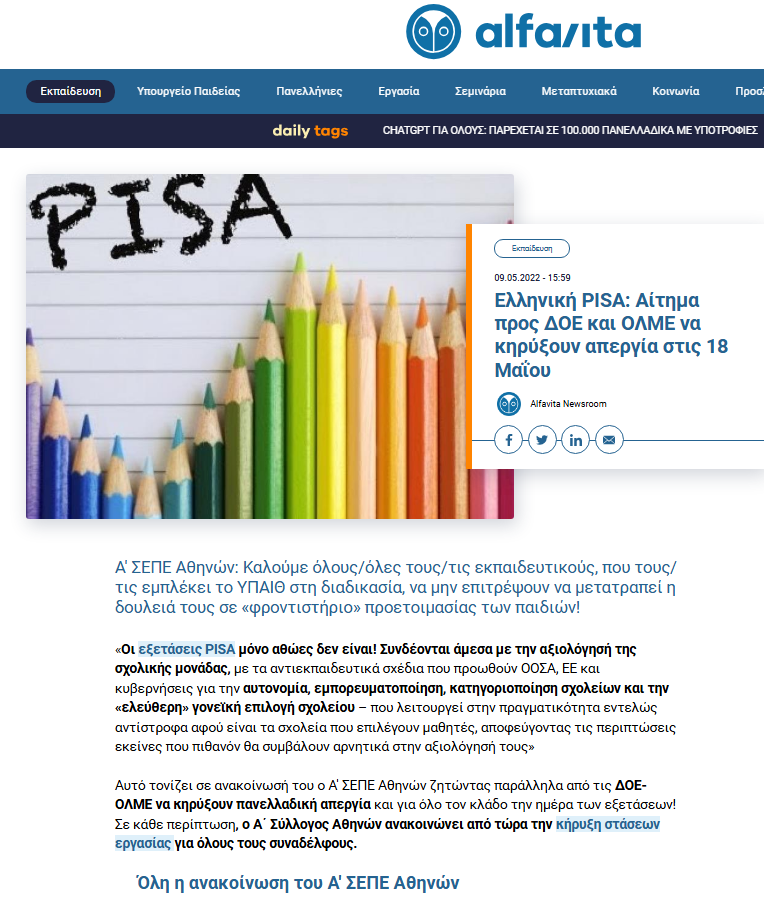 alfavita
Εκπαίδευση Υπουργείο Παιδείας Πανελλήνιες Εργασία Σεμινάρια Μεταπτυχιακά Κοινωνία
daily tags CHATGPT ΓΙΑ ΟΛΟΥΣ: ΠΑΡΕΧΕΤΑΙ ΣΕ 100.000 ΠΑΝΕΛΛΑΔΙΚΑ ΜΕ ΥΠΟΤΡΟΦΙΕΣ
PISA
Εκπαίδευση
09.05.2022 - 15:59
Ελληνική PISA: Αίτημα
προς ΔΟΕ και ΟΛΜΕ να
κηρύξουν απεργία στις 18
Μαΐου
Alfavita Newsroom
Α' ΣΕΠΕ Αθηνών: Καλούμε όλους/όλες τους/τις εκπαιδευτικούς, που τους/
τις εμπλέκει το ΥΠΑΙΘ στη διαδικασία, να μην επιτρέψουν να μετατραπεί η
δουλειά τους σε «φροντιστήριο» προετοιμασίας των παιδιών!
«Οι εξετάσεις PISA μόνο αθώες δεν είναι! Συνδέονται άμεσα με την αξιολόγησή της
σχολικής μονάδας, με τα αντιεκπαιδευτικά σχέδια που προωθούν ΟΟΣΑ, ΕΕ και
κυβερνήσεις για την αυτονομία, εμπορευματοποίηση, κατηγοριοποίηση σχολείων και την
«ελεύθερη» γονεϊκή επιλογή σχολείου – που λειτουργεί στην πραγματικότητα εντελώς
αντίστροφα αφού είναι τα σχολεία που επιλέγουν μαθητές, αποφεύγοντας τις περιπτώσεις
εκείνες που πιθανόν θα συμβάλουν αρνητικά στην αξιολόγησή τους»
Αυτό τονίζει σε ανακοίνωσή του ο Α' ΣΕΠΕ Αθηνών ζητώντας παράλληλα από τις ΔΟΕ-
ΟΛΜΕ να κηρύξουν πανελλαδική απεργία και για όλο τον κλάδο την ημέρα των εξετάσεων!
Σε κάθε περίπτωση, ο Α΄ Σύλλογος Αθηνών ανακοινώνει από τώρα την κήρυξη στάσεων
εργασίας για όλους τους συναδέλφους.
Όλη η ανακοίνωση του Α' ΣΕΠΕ Αθηνών